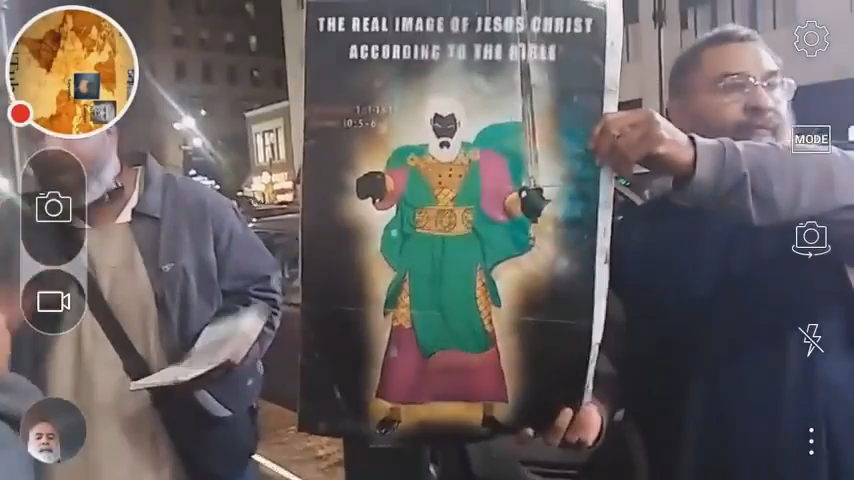 THE REAL IMAGE OF JESUS CHRIST
ACCORDING TO THE BIBLE
MODE